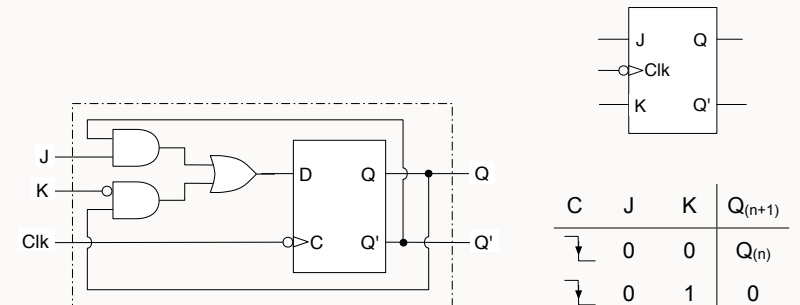 J Q
Clk
K Q'
J
K
Clk
D Q
C Q'
Q
Q'
C J K Q(n+1)
0 0 Q(n)
0 1 0